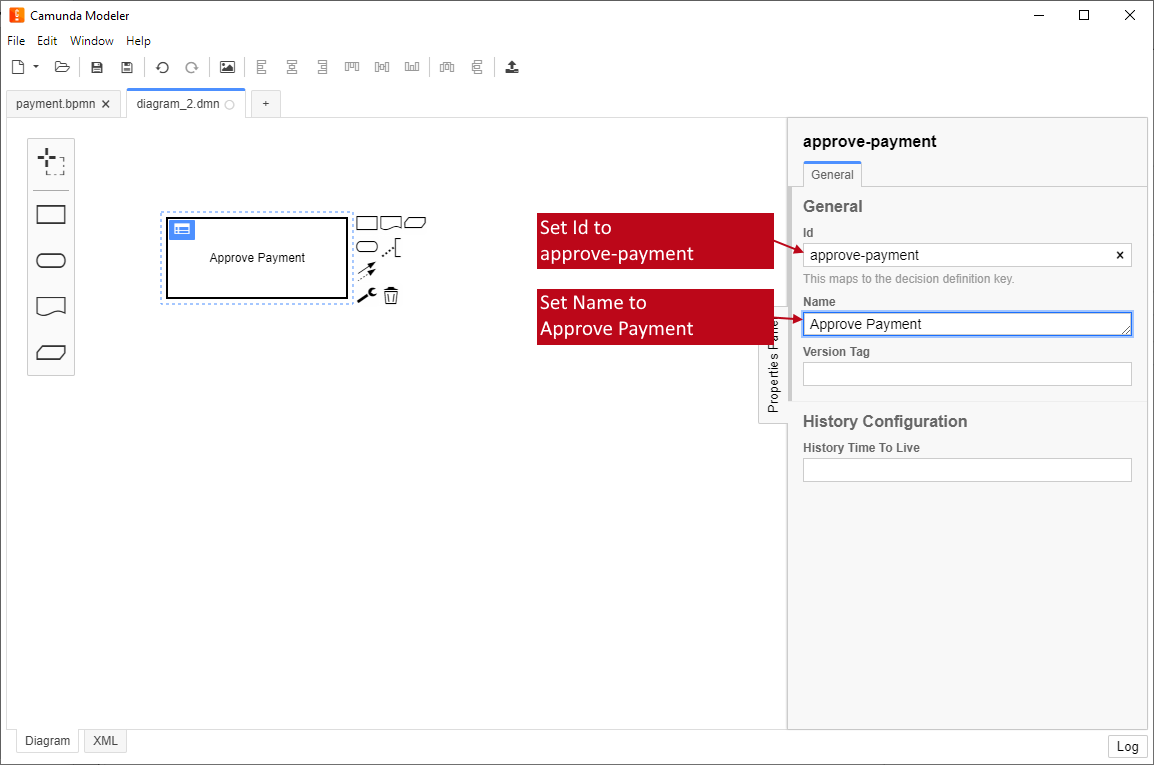 Camunda Modeler
File Edit Window Help
payment.bpmn ×
diagram_2.dmn
+
Approve Payment
Set Id to
approve-payment
Set Name to
Approve Payment
Properties Pane
approve-payment
General
General
Id
approve-payment ×
This maps to the decision definition key.
Name
Approve Payment
Version Tag
History Configuration
History Time To Live
Diagram XML
Log